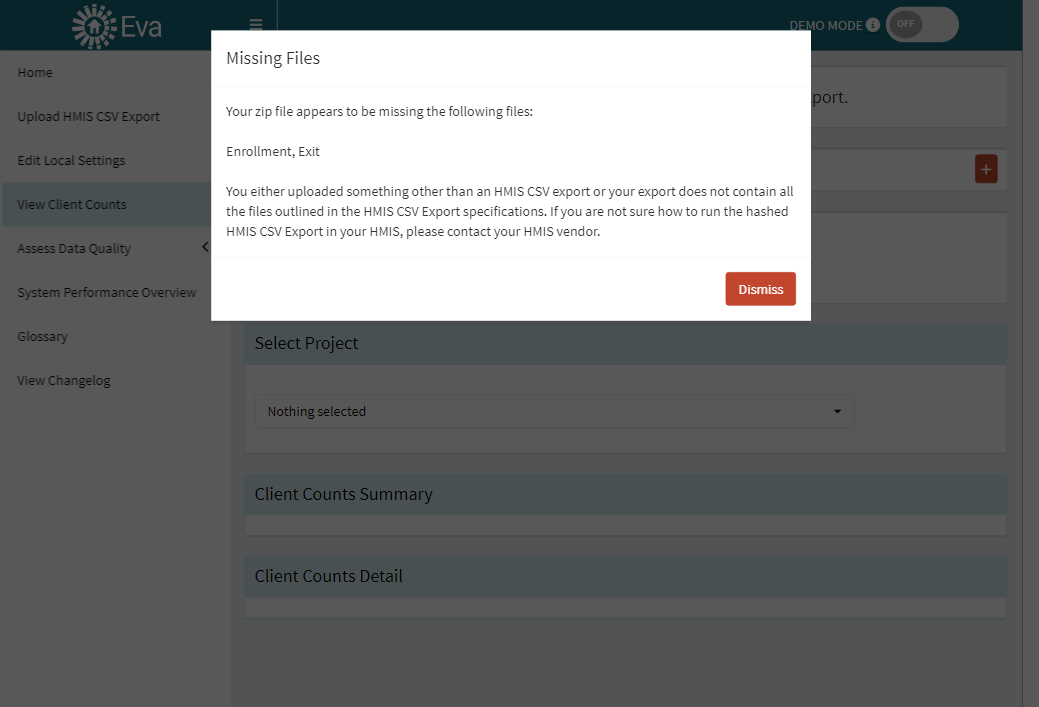 Eva
DEMO MODE
OFF
Home
Upload HMIS CSV Export
Edit Local Settings
View Client Counts
Assess Data Quality
System Performance Overview
Glossary
View Changelog
Missing Files
Your zip file appears to be missing the following files:
Enrollment, Exit
You either uploaded something other than an HMIS CSV export or your export does not contain all
the files outlined in the HMIS CSV Export specifications. If you are not sure how to run the hashed
HMIS CSV Export in your HMIS, please contact your HMIS vendor.
Dismiss
port.
Select Project
Nothing selected
Client Counts Summary
Client Counts Detail